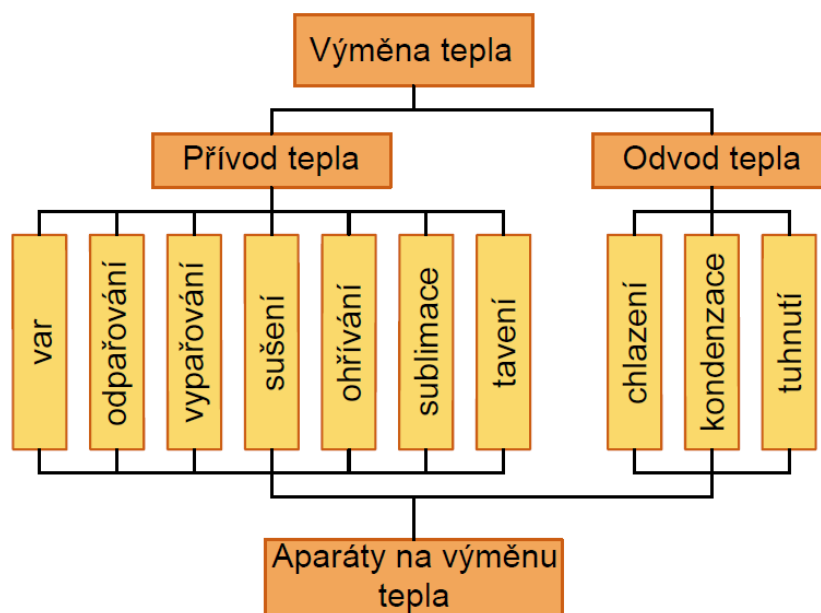 Výměna tepla
Přívod tepla
Odvod tepla
var
odpařování
vypařování
sušení
ohřívání
sublimace
tavení
chlazení
kondenzace
tuhnutí
Aparáty na výměnu
tepla